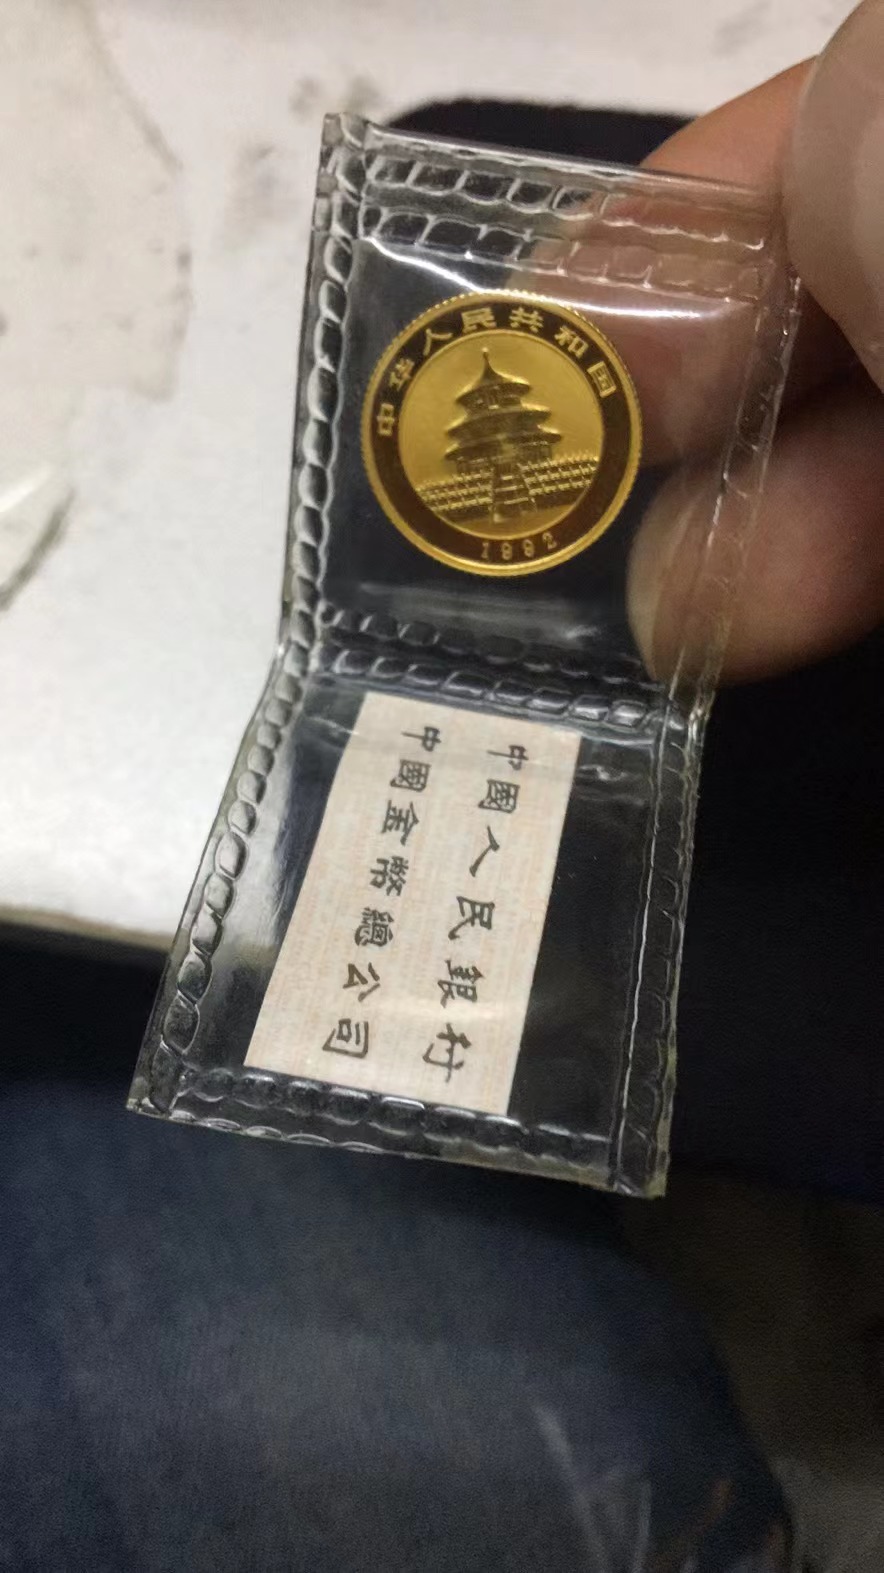 中华人民共和国
1992
中國人民銀行
中國金幣總公司